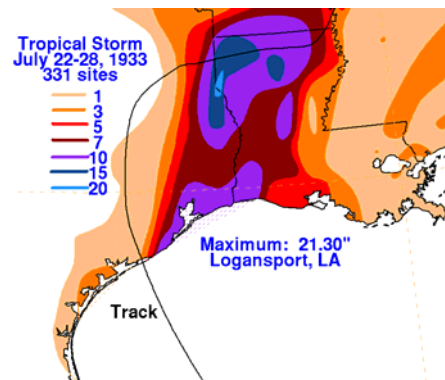 Tropical Storm
July 22-28, 1933
331 sites
1
3
5
7
10
15
20
Maximum: 21.30"
Logansport, LA
Track